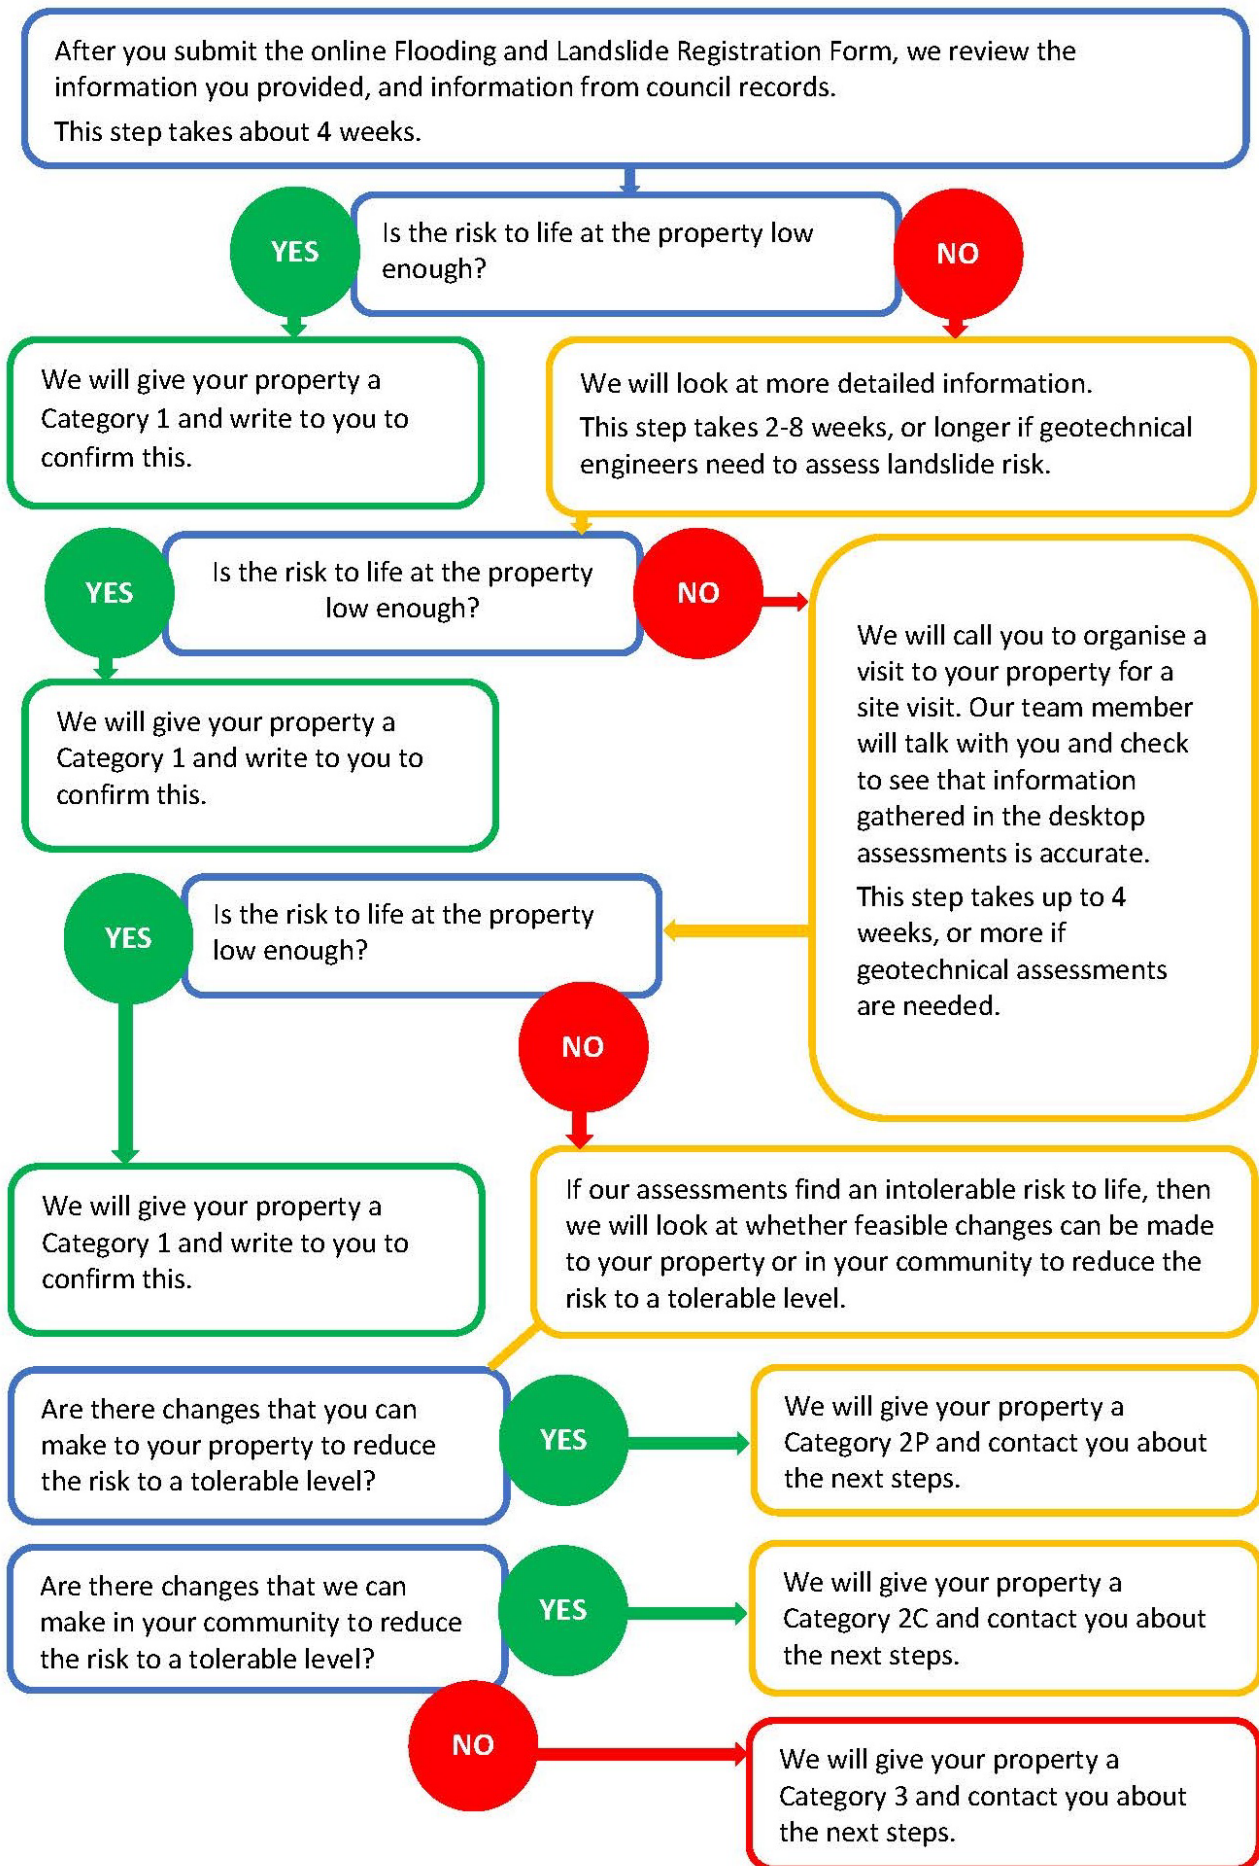 After you submit the online Flooding and Landslide Registration Form, we review the
information you provided, and information from council records.
This step takes about 4 weeks.
YES
Is the risk to life at the property low
enough?
NO
We will give your property a
Category 1 and write to you to
confirm this.
We will look at more detailed information.
This step takes 2-8 weeks, or longer if geotechnical
engineers need to assess landslide risk.
YES
Is the risk to life at the property
low enough?
NO
We will call you to organise a
visit to your property for a
site visit. Our team member
will talk with you and check
to see that information
gathered in the desktop
assessments is accurate.
This step takes up to 4
weeks, or more if
geotechnical assessments
are needed.
We will give your property a
Category 1 and write to you to
confirm this.
YES
Is the risk to life at the property
low enough?
NO
We will give your property a
Category 1 and write to you to
confirm this.
If our assessments find an intolerable risk to life, then
we will look at whether feasible changes can be made
to your property or in your community to reduce the
risk to a tolerable level.
Are there changes that you can
make to your property to reduce
the risk to a tolerable level?
YES
We will give your property a
Category 2P and contact you about
the next steps.
Are there changes that we can
make in your community to reduce
the risk to a tolerable level?
YES
We will give your property a
Category 2C and contact you about
the next steps.
NO
We will give your property a
Category 3 and contact you about
the next steps.